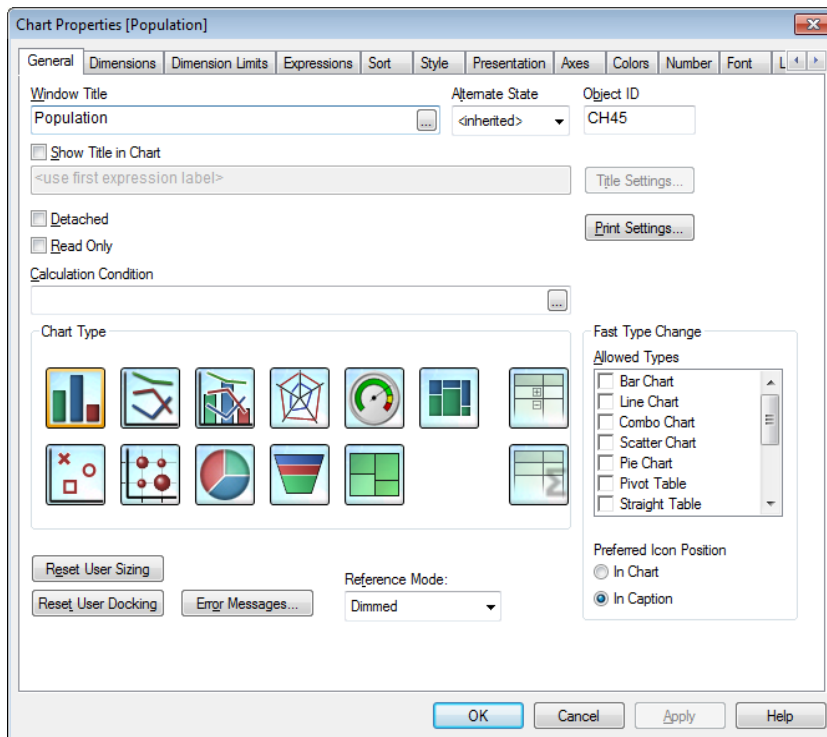 Chart Properties [Population]
General Dimensions Dimension Limits Expressions Sort Style Presentation Axes Colors Number Font L
Window Title Alternate State Object ID
Population ... <inherited> CH45
Show Title in Chart
<use first expression label> Title Settings...
Detached
Print Settings...
Read Only
Calculation Condition
...
Chart Type Fast Type Change
Allowed Types
Bar Chart
Line Chart
Combo Chart
Scatter Chart
Pie Chart
Pivot Table
Straight Table
Preferred Icon Position
Reset User Sizing Reference Mode: In Chart
Reset User Docking Error Messages... Dimmed In Caption
OK Cancel Apply Help